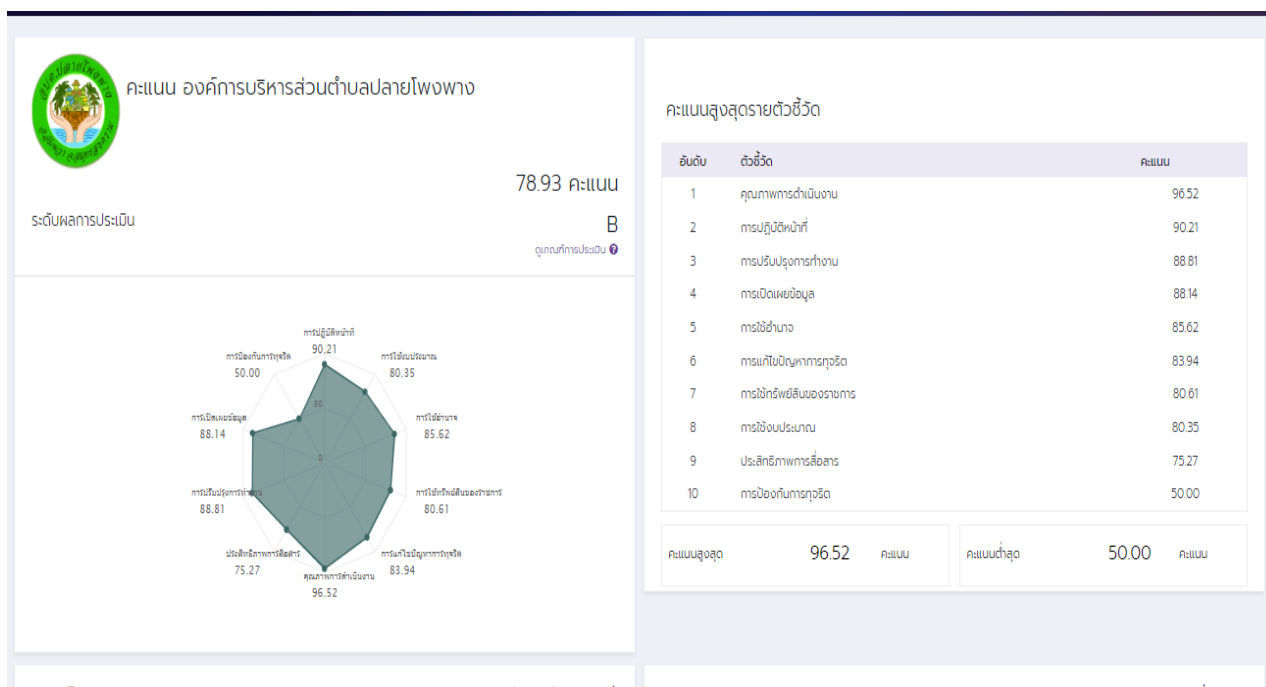 คะแนน องค์การบริหารส่วนตำบลปลายโพงพาง
78.93 คะแนน
ระดับผลการประเมิน
B
ดูเกณฑ์การประเมิน
การปฏิบัติหน้าที่
90.21
การป้องกันการทุจริต
50.00
การใช้งบประมาณ
80.35
การเปิดเผยข้อมูล
88.14
50
การใช้อำนาจ
85.62
0
การปรับปรุงการทำงาน
88.81
การใช้ทรัพย์สินของราชการ
80.61
ประสิทธิภาพการสื่อสาร
75.27
การแก้ไขปัญหาการทุจริต
83.94
คุณภาพการดำเนินงาน
96.52
คะแนนสูงสุดรายตัวชี้วัด
อันดับ ตัวชี้วัด คะแนน
1 คุณภาพการดำเนินงาน 96.52
2 การปฏิบัติหน้าที่ 90.21
3 การปรับปรุงการทำงาน 88.81
4 การเปิดเผยข้อมูล 88.14
5 การใช้อำนาจ 85.62
6 การแก้ไขปัญหาการทุจริต 83.94
7 การใช้ทรัพย์สินของราชการ 80.61
8 การใช้งบประมาณ 80.35
9 ประสิทธิภาพการสื่อสาร 75.27
10 การป้องกันการทุจริต 50.00
คะแนนสูงสุด 96.52 คะแนน
คะแนนต่ำสุด 50.00 คะแนน